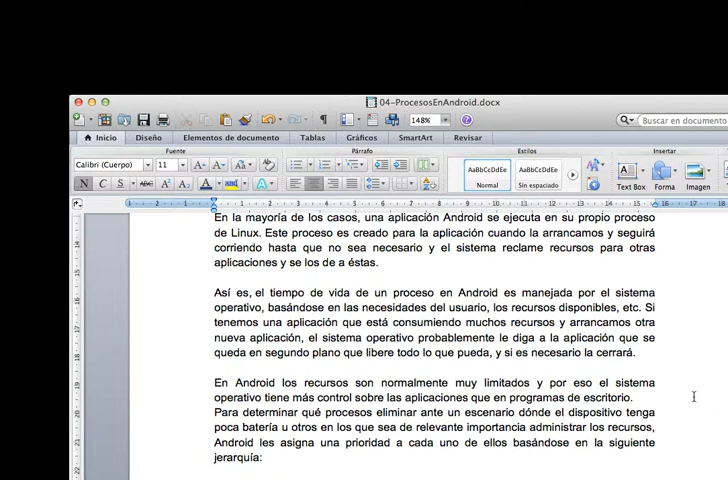 04-ProcesosEnAndroid.docx
148%
Buscar en documento
Inicio Diseño Elementos de documento Tablas Gráficos SmartArt Revisar
Fuente Párrafo Estilos Insertar
Calibri (Cuerpo) 11
AaBbCcDdEe AaBbCcDdEe
Normal Sin espaciado Text Box Forma Imagen
N C S ABC A² A₂
En la mayoría de los casos, una aplicación Android se ejecuta en su propio proceso
de Linux. Este proceso es creado para la aplicación cuando la arrancamos y seguirá
corriendo hasta que no sea necesario y el sistema reclame recursos para otras
aplicaciones y se los de a éstas.
Así es, el tiempo de vida de un proceso en Android es manejada por el sistema
operativo, basándose en las necesidades del usuario, los recursos disponibles, etc. Si
tenemos una aplicación que está consumiendo muchos recursos y arrancamos otra
nueva aplicación, el sistema operativo probablemente le diga a la aplicación que se
queda en segundo plano que libere todo lo que pueda, y si es necesario la cerrará.
En Android los recursos son normalmente muy limitados y por eso el sistema
operativo tiene más control sobre las aplicaciones que en programas de escritorio.
Para determinar qué procesos eliminar ante un escenario dónde el dispositivo tenga
poca batería u otros en los que sea de relevante importancia administrar los recursos,
Android les asigna una prioridad a cada uno de ellos basándose en la siguiente
jerarquía: